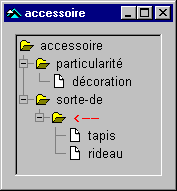 accessoire
accessoire
particularité
décoration
sorte-de
<——
tapis
rideau